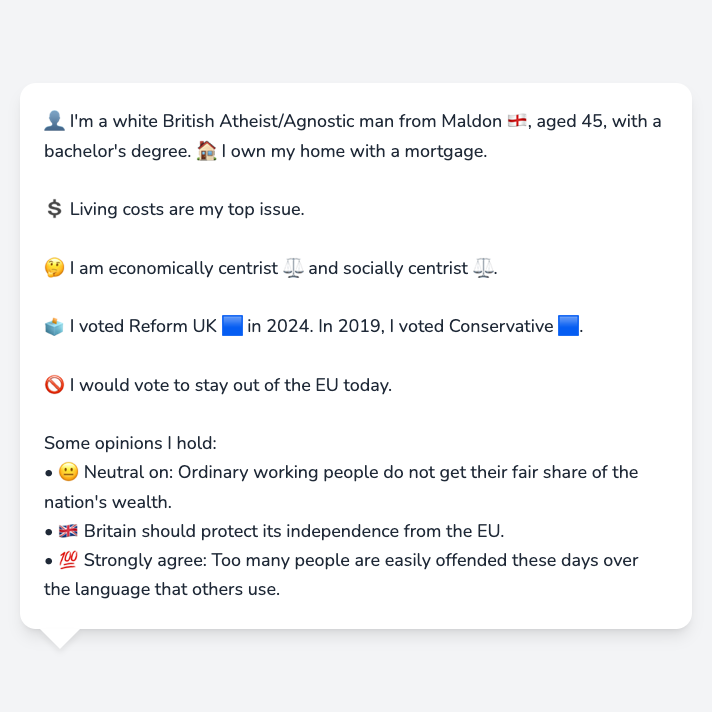 👤 I'm a white British Atheist/Agnostic man from Maldon 🏴󠁧󠁢󠁥󠁮󠁧󠁿, aged 45, with a
bachelor's degree. 🏠 I own my home with a mortgage.
💲 Living costs are my top issue.
🤔 I am economically centrist ⚖️ and socially centrist ⚖️.
🗳️ I voted Reform UK 🟦 in 2024. In 2019, I voted Conservative 🟦.
🚫 I would vote to stay out of the EU today.
Some opinions I hold:
• 😐 Neutral on: Ordinary working people do not get their fair share of the
nation's wealth.
• 🇬🇧 Britain should protect its independence from the EU.
• 💯 Strongly agree: Too many people are easily offended these days over
the language that others use.